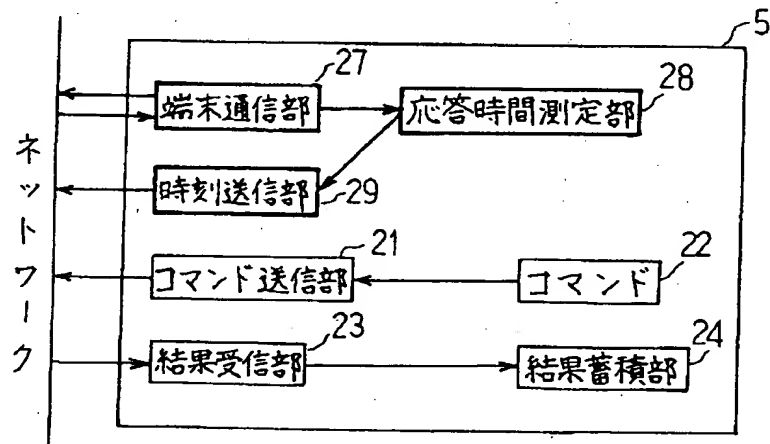 5
27
端末通信部
28
応答時間測定部
時刻送信部
29
21
コマンド送信部
22
コマンド
23
結果受信部
24
結果蓄積部
ネットワーク